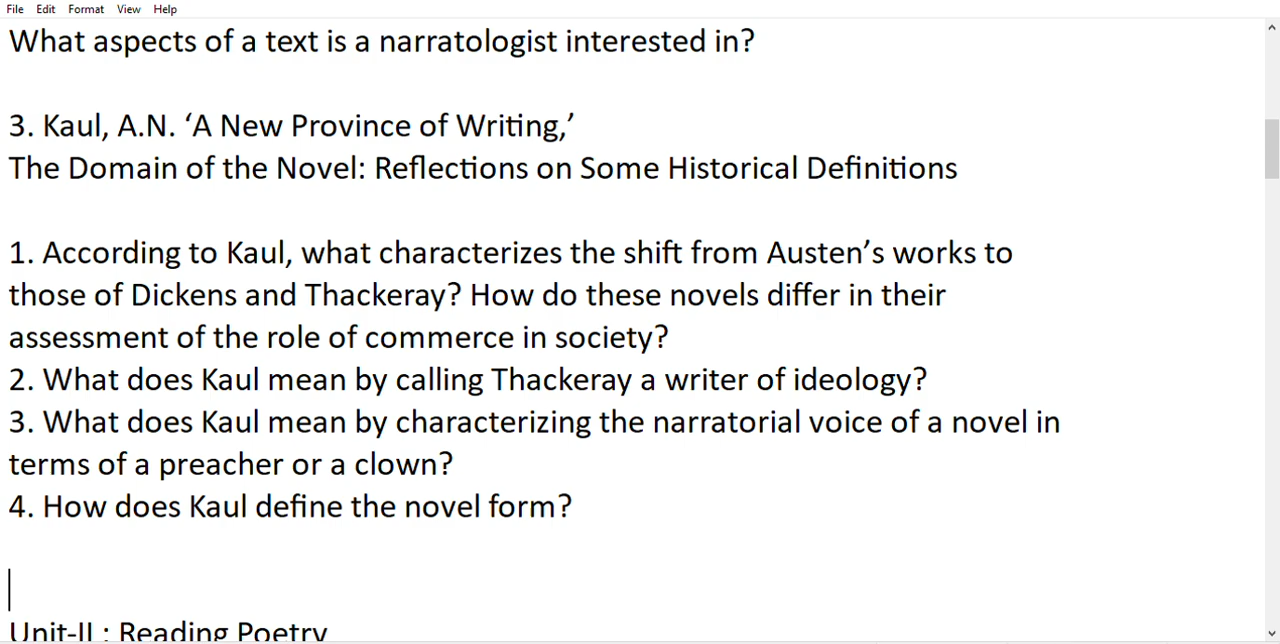 File Edit Format View Help
What aspects of a text is a narratologist interested in?
3. Kaul, A.N. ‘A New Province of Writing,’
The Domain of the Novel: Reflections on Some Historical Definitions
1. According to Kaul, what characterizes the shift from Austen’s works to
those of Dickens and Thackeray? How do these novels differ in their
assessment of the role of commerce in society?
2. What does Kaul mean by calling Thackeray a writer of ideology?
3. What does Kaul mean by characterizing the narratorial voice of a novel in
terms of a preacher or a clown?
4. How does Kaul define the novel form?
Unit-II : Reading Poetry